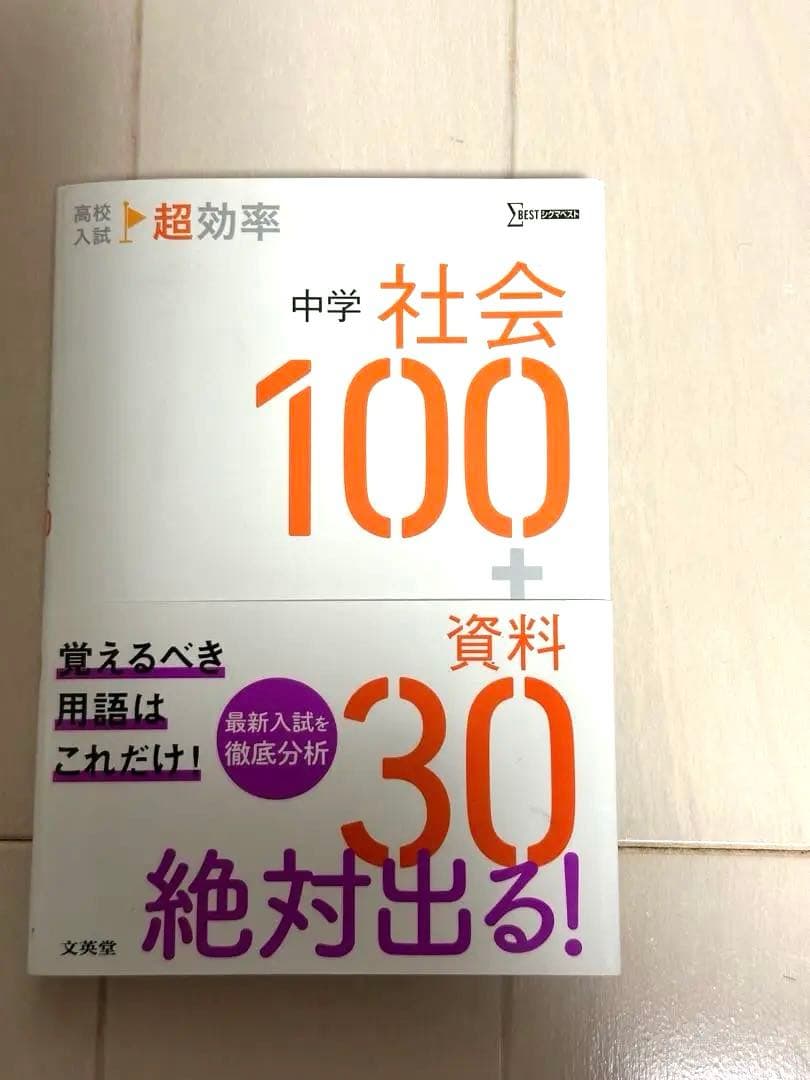 高校
入試
超効率
ΣBEST シグマベスト
中学 社会
100
+
資料
30
覚えるべき
用語は
これだけ!
最新入試を
徹底分析
絶対出る!
文英堂